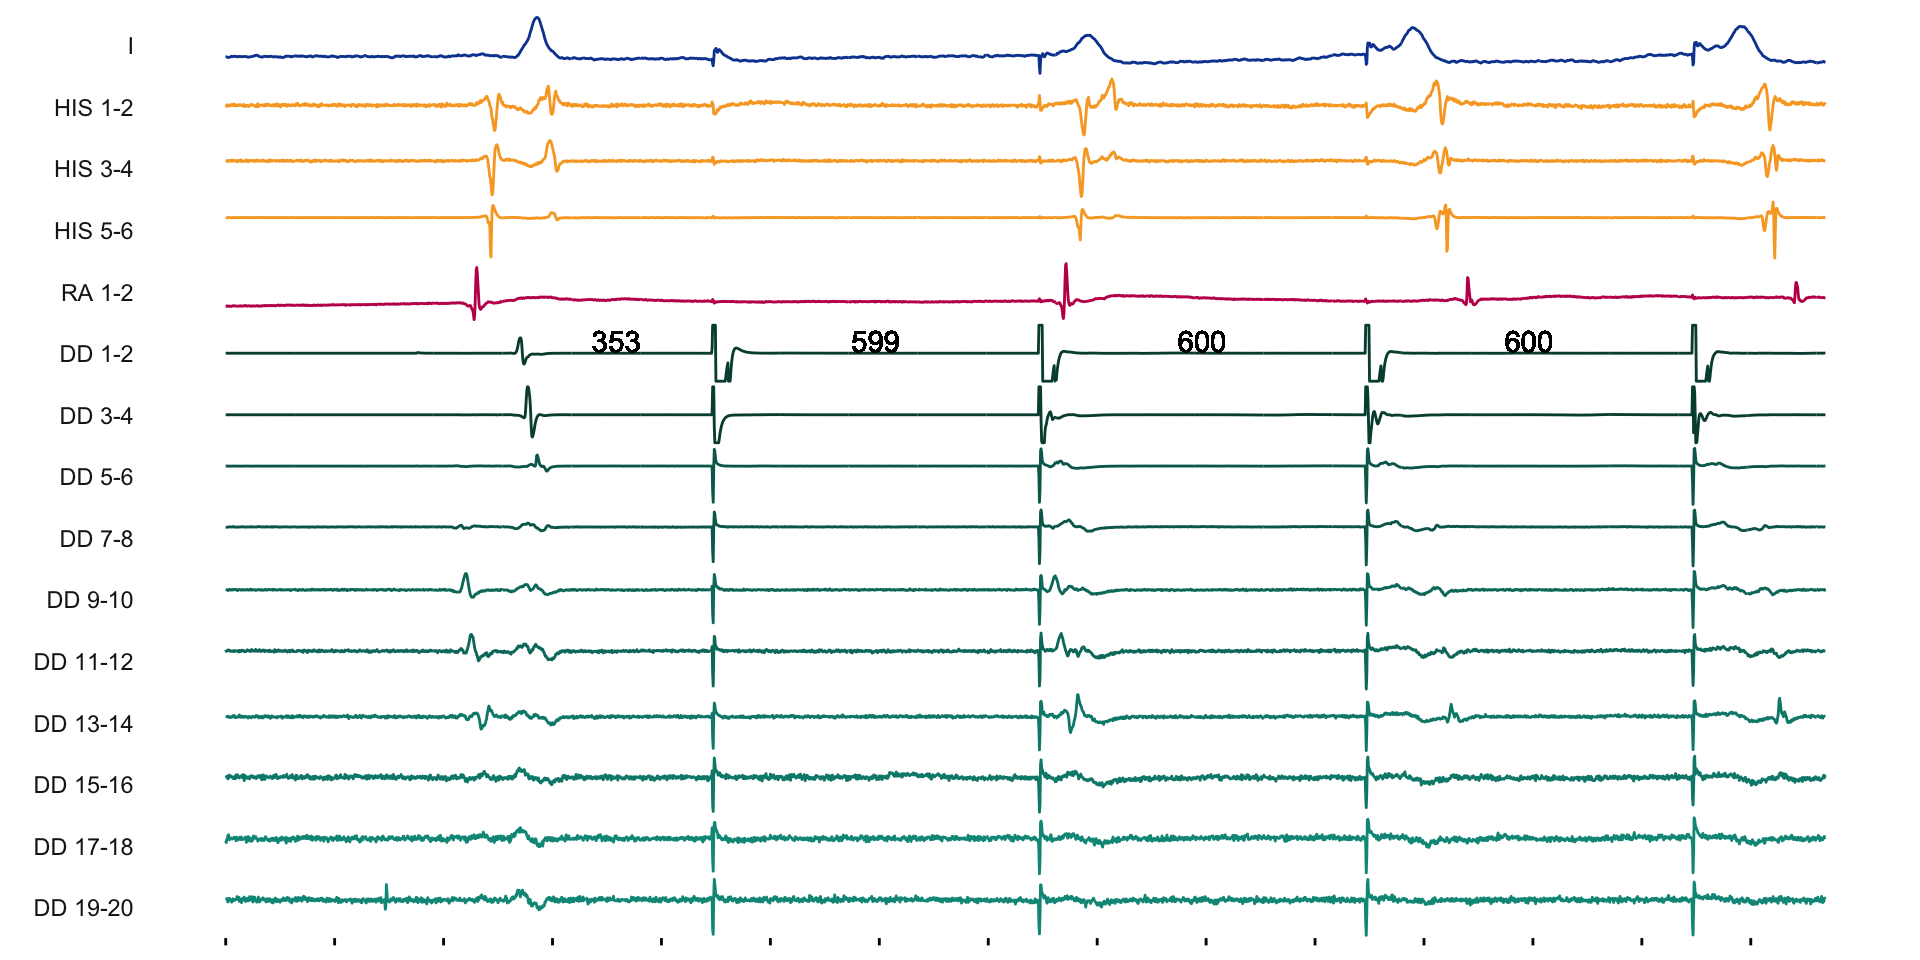 I
HIS 1-2
HIS 3-4
HIS 5-6
RA 1-2
DD 1-2
353 599 600 600
DD 3-4
DD 5-6
DD 7-8
DD 9-10
DD 11-12
DD 13-14
DD 15-16
DD 17-18
DD 19-20